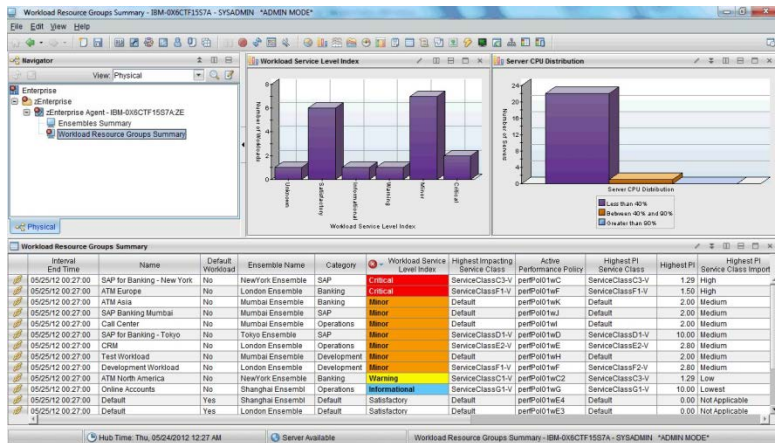 Workload Resource Groups Summary - IBM-0X6CTF15S7A - SYSADMIN *ADMIN MODE*
File Edit View Help
Navigator
View: Physical
Enterprise
zEnterprise
zEnterprise Agent - IBM-0X6CTF15S7A:ZE
Ensembles Summary
Workload Resource Groups Summary
Physical
Workload Service Level Index
Number of Workloads
8
6
4
2
0
Unknown
Satisfactory
Informational
Warning
Minor
Critical
Workload Service Level Index
Server CPU Distribution
24
20
16
12
8
4
0
Server CPU Distribution
Less than 40%
Between 40% and 90%
Greater than 90%
Workload Resource Groups Summary
Interval End Time Name Default Workload Ensemble Name Category Workload Service Level Index Highest Impacting Service Class Active Performance Policy Highest PI Service Class Highest PI Highest PI Service Class Import
05/25/12 00:27:00 SAP for Banking - New York No NewYork Ensemble SAP Critical ServiceClassC3-V perfPol01wC ServiceClassC3-V 1.29 High
05/25/12 00:27:00 ATM Europe No London Ensemble Banking Critical ServiceClassF1-V perfPol01wF ServiceClassF1-V 1.50 High
05/25/12 00:27:00 ATM Asia No Mumbai Ensemble Banking Minor Default perfPol01wK Default 2.00 Medium
05/25/12 00:27:00 SAP Banking Mumbai No Mumbai Ensemble SAP Minor Default perfPol01wJ Default 2.00 Medium
05/25/12 00:27:00 Call Center No Mumbai Ensemble Operations Minor Default perfPol01wI Default 2.00 Medium
05/25/12 00:27:00 SAP for Banking - Tokyo No Tokyo Ensemble SAP Minor ServiceClassD1-V perfPol01wD ServiceClassD1-V 10.00 Medium
05/25/12 00:27:00 CRM No London Ensemble Operations Minor ServiceClassE2-V perfPol01wE ServiceClassE2-V 2.80 Medium
05/25/12 00:27:00 Test Workload No Mumbai Ensemble Development Minor Default perfPol01wH Default 2.00 Medium
05/25/12 00:27:00 Development Workload No London Ensemble Development Minor ServiceClassF1-V perfPol01wF ServiceClassF2-V 2.80 Medium
05/25/12 00:27:00 ATM North America No NewYork Ensemble Banking Warning ServiceClassC1-V perfPol01wC2 ServiceClassC3-V 1.29 Low
05/25/12 00:27:00 Online Accounts No Shanghai Ensembl Operations Informational ServiceClassG1-V perfPol01wG ServiceClassG1-V 10.00 Lowest
05/25/12 00:27:00 Default Yes Shanghai Ensembl Default Satisfactory Default perfPol01wE4 Default 0.00 Not Applicable
05/25/12 00:27:00 Default Yes London Ensemble Default Satisfactory Default perfPol01wE3 Default 0.00 Not Applicable
Hub Time: Thu, 05/24/2012 12:27 AM Server Available Workload Resource Groups Summary - IBM-0X6CTF15S7A - SYSADMIN *ADMIN MODE*